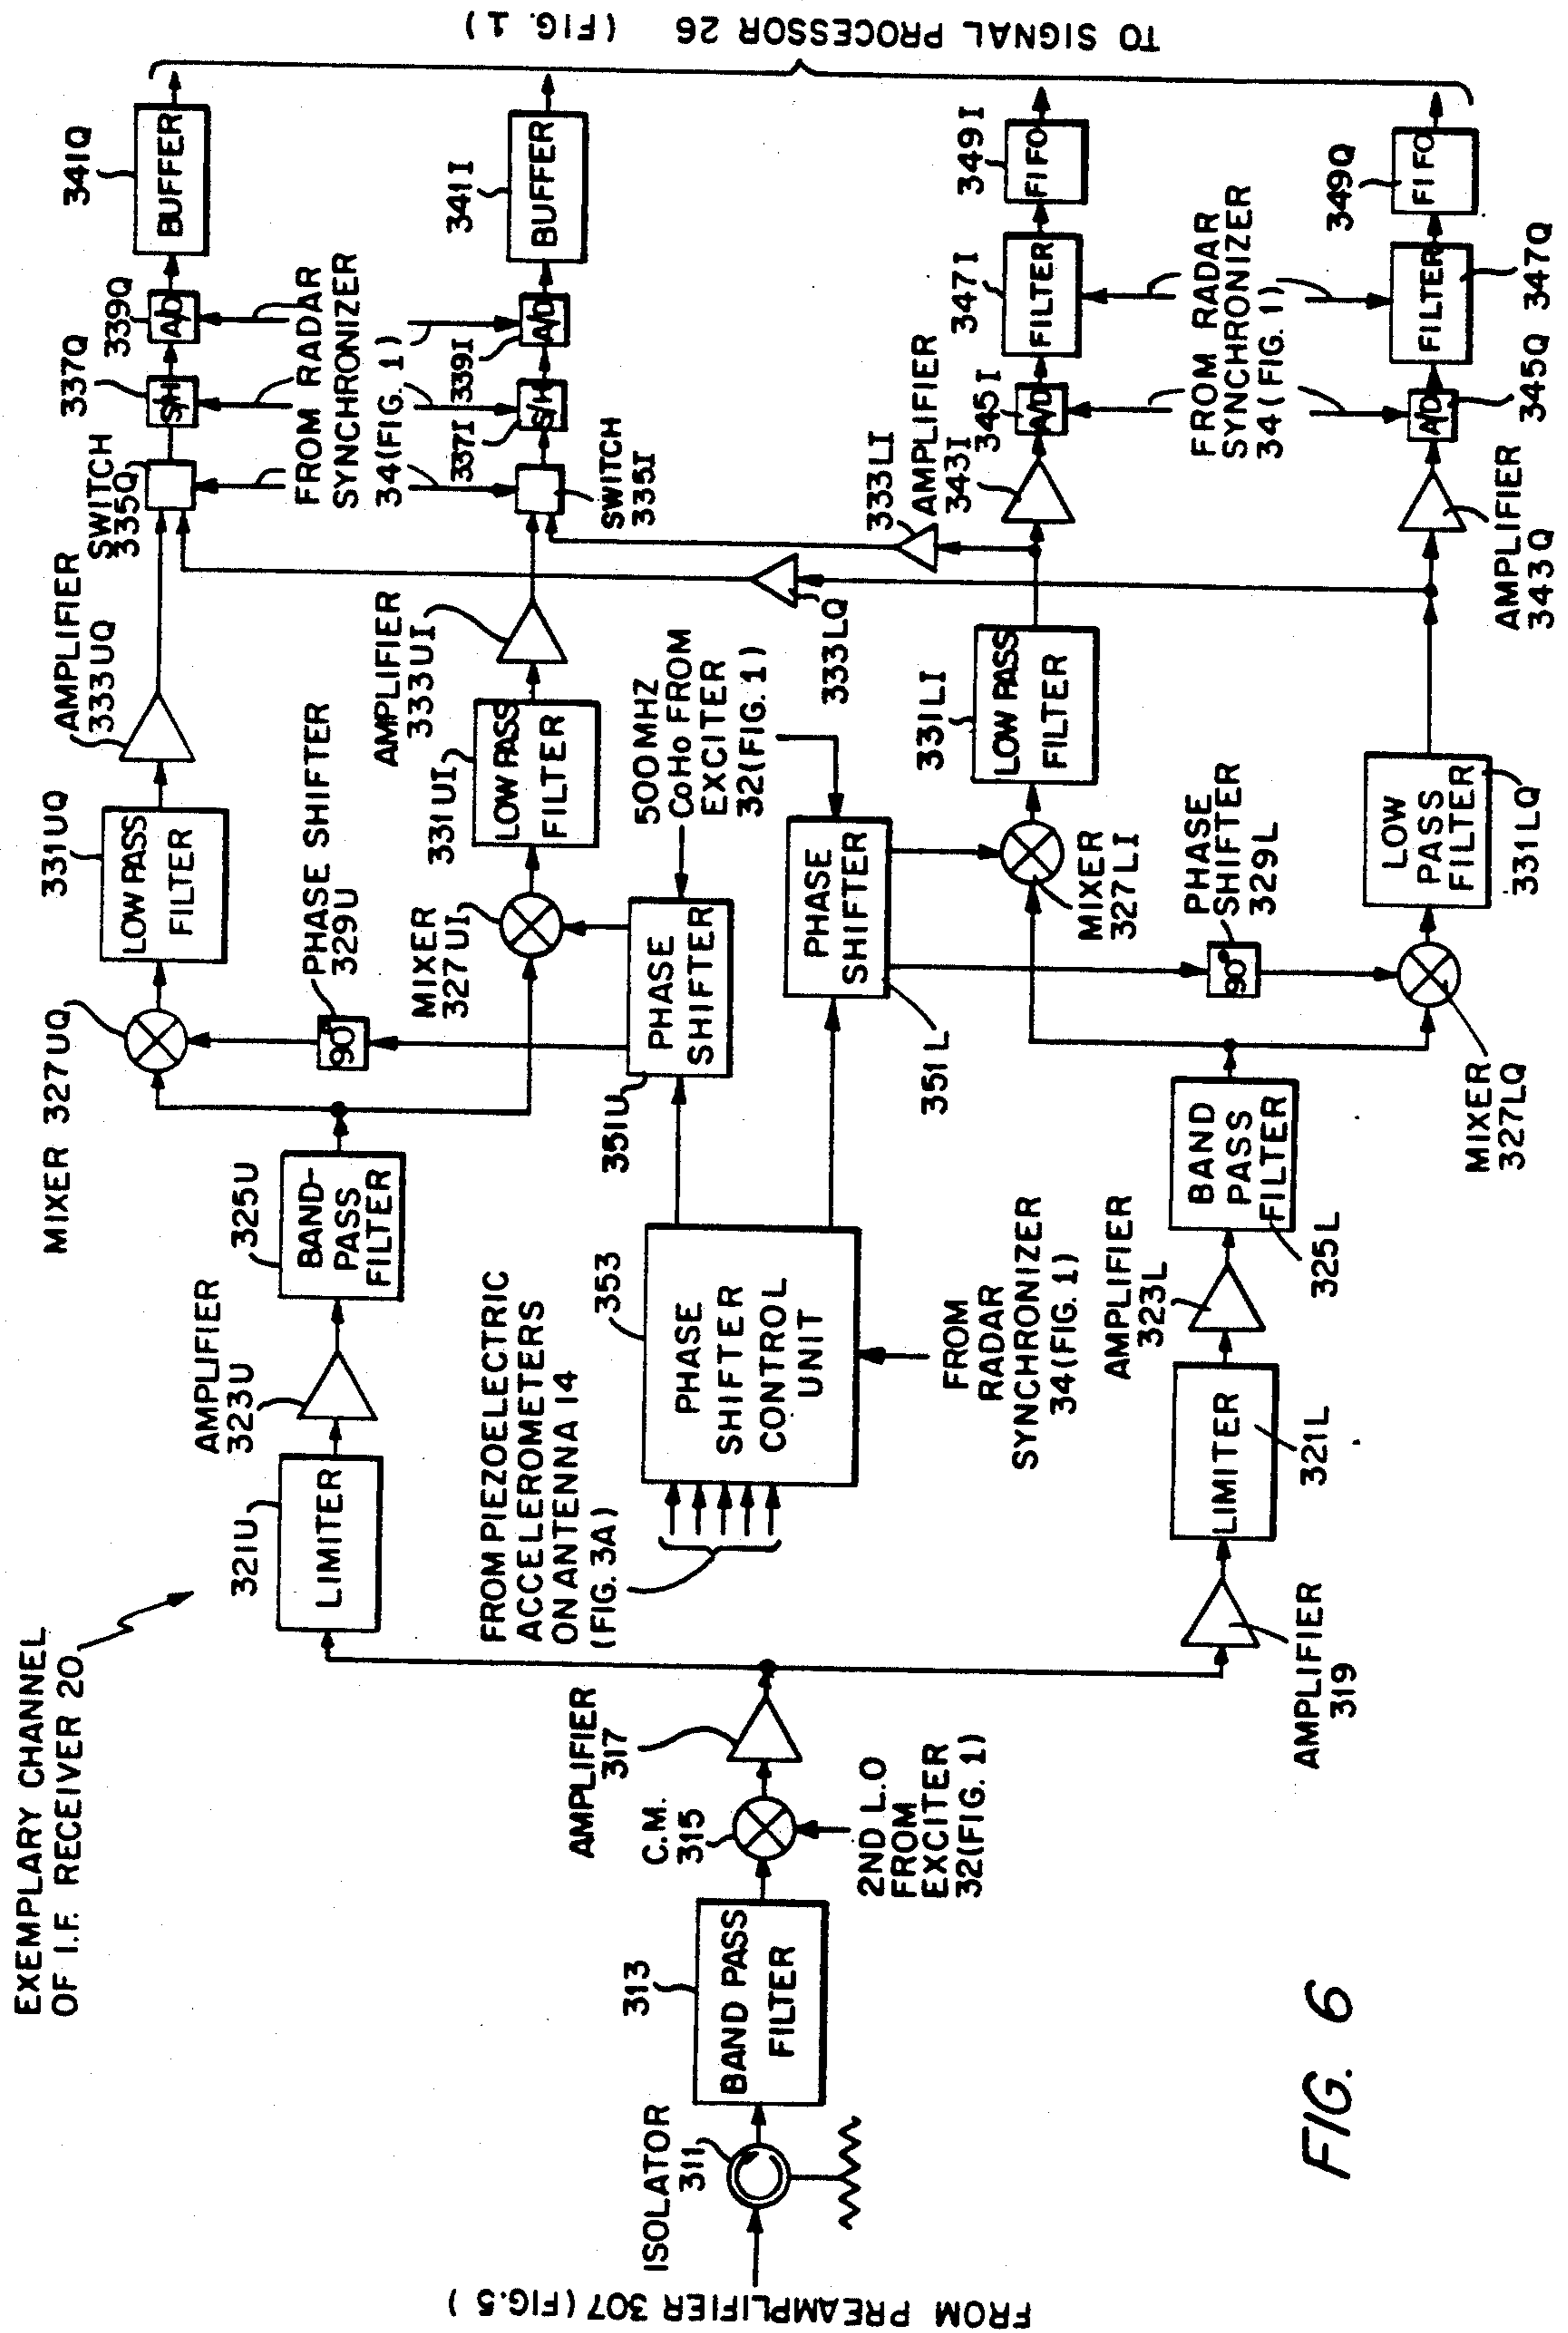 EXEMPLARY CHANNEL
OF I.F. RECEIVER 20
FROM PREAMPLIFIER 307 (FIG.5)
ISOLATOR
311
313
BAND PASS
FILTER
C.M.
315
2ND L.O
FROM
EXCITER
32(FIG. 1)
AMPLIFIER
317
AMPLIFIER
319
321U
LIMITER
AMPLIFIER
323U
325U
BAND-
PASS
FILTER
MIXER 327UQ
PHASE SHIFTER
329U
90°
331UQ
LOW PASS
FILTER
AMPLIFIER
333UQ
SWITCH
335Q
337Q
S/H
339Q
A/D
341Q
BUFFER
FROM RADAR
SYNCHRONIZER
34(FIG. 1)
MIXER
327UI
331UI
LOW PASS
FILTER
AMPLIFIER
333UI
SWITCH
335I
337I
S/H
339I
A/D
341I
BUFFER
FROM PIEZOELECTRIC
ACCELEROMETERS
ON ANTENNA 14
(FIG. 3A)
353
PHASE
SHIFTER
CONTROL
UNIT
FROM
RADAR
SYNCHRONIZER
34(FIG. 1)
351U
PHASE
SHIFTER
500MHZ
CoHo FROM
EXCITER
32(FIG. 1)
PHASE
SHIFTER
351L
333LQ
333LI
321L
LIMITER
AMPLIFIER
323L
BAND
PASS
FILTER
325L
MIXER
327LI
331LI
LOW PASS
FILTER
AMPLIFIER
343I
345I
A/D
347I
FILTER
349I
FIFO
FROM RADAR
SYNCHRONIZER
34(FIG. 1)
PHASE
SHIFTER
329L
90°
MIXER
327LQ
LOW
PASS
FILTER
331LQ
AMPLIFIER
343Q
A/D
345Q
FILTER
347Q
349Q
FIFO
TO SIGNAL PROCESSOR 26 (FIG. 1)
FIG. 6